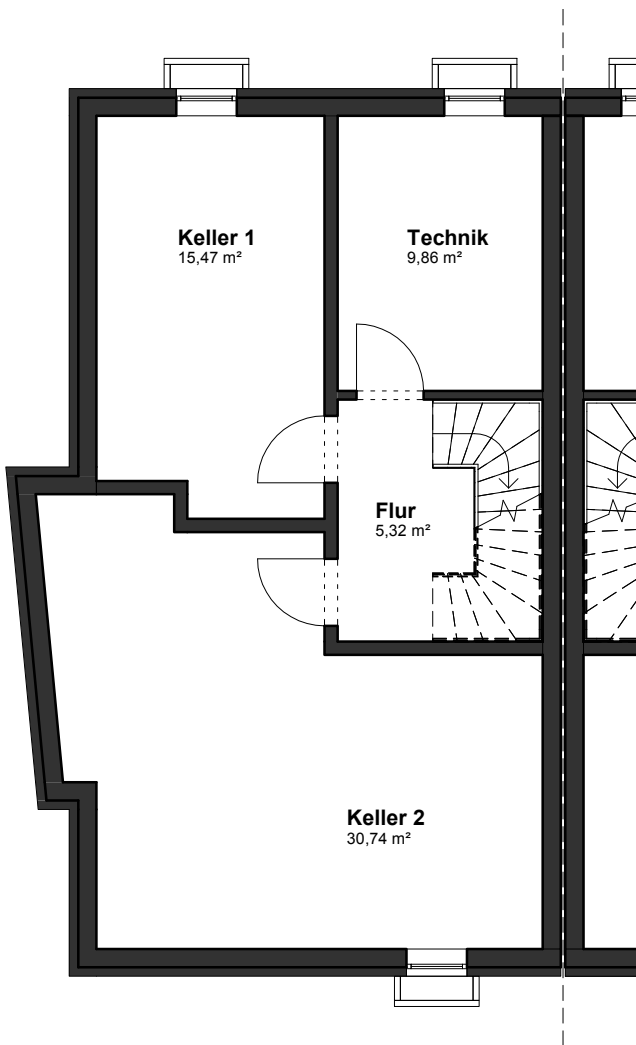 Keller 1
15,47 m²
Technik
9,86 m²
Flur
5,32 m²
Keller 2
30,74 m²